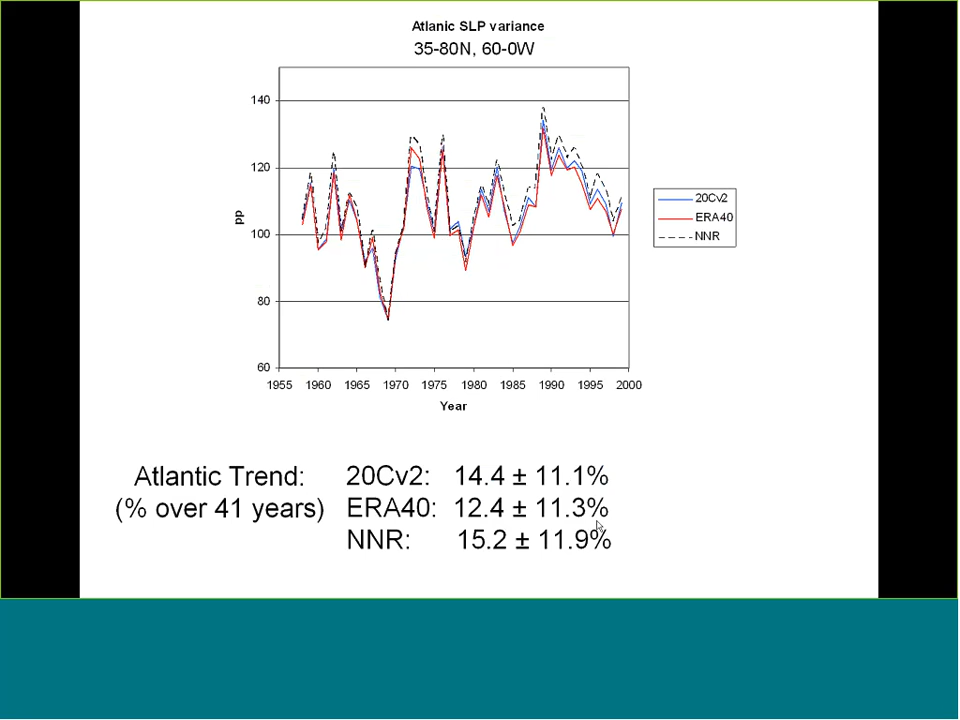 Atlanic SLP variance
35-80N, 60-0W
140
120
100
80
60
pp
1955 1960 1965 1970 1975 1980 1985 1990 1995 2000
Year
20Cv2
ERA40
NNR
Atlantic Trend: 20Cv2: 14.4 ± 11.1%
(% over 41 years) ERA40: 12.4 ± 11.3%
NNR: 15.2 ± 11.9%